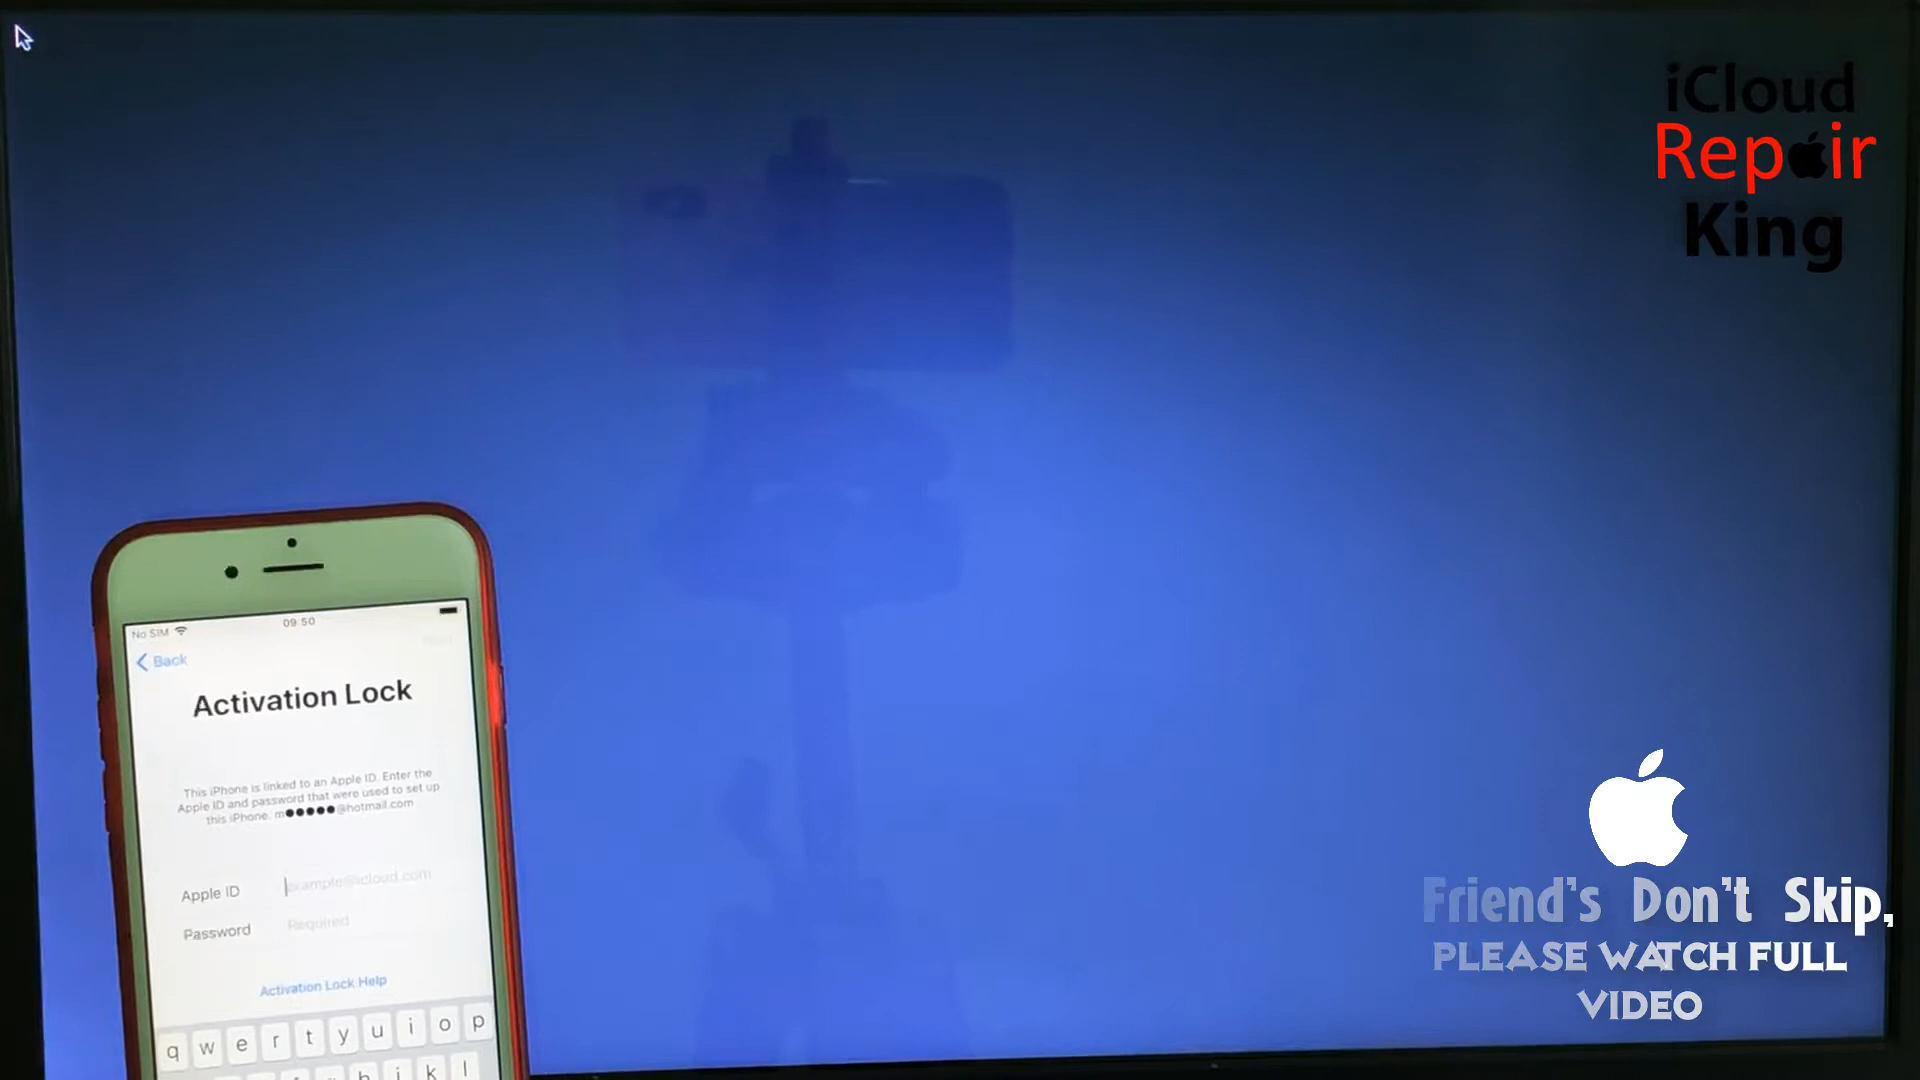 iCloud
Repair
King
No SIM
09 50
Back
Activation Lock
This iPhone is linked to an Apple ID. Enter the
Apple ID and password that were used to set up
this iPhone. m●●●●●@hotmail.com
Apple ID
example@icloud.com
Password
Required
Activation Lock Help
q w e r t y u i o p
k l
Friend's Don't Skip,
PLEASE WATCH FULL
VIDEO